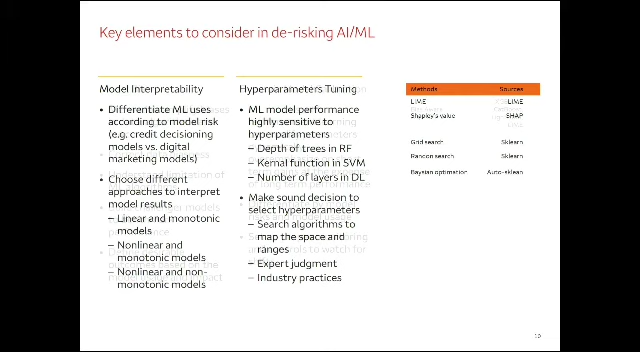 Key elements to consider in de-risking AI/ML
Model Interpretability
• Differentiate ML uses
according to model risk
(e.g. credit decisioning
models vs. digital
marketing models)
• Choose different
approaches to interpret
model results
– Linear and monotonic
models
– Nonlinear and
monotonic models
– Nonlinear and non-
monotonic models
Hyperparameters Tuning
• ML model performance
highly sensitive to
hyperparameters
– Depth of trees in RF
– Kernal function in SVM
– Number of layers in DL
• Make sound decision to
select hyperparameters
– Search algorithms to
map the space and
ranges
– Expert judgment
– Industry practices
Methods Sources
LIME LIME
Shapley's value SHAP
Grid search Sklearn
Randon search Sklearn
Baysian optimization Auto-sklean
10